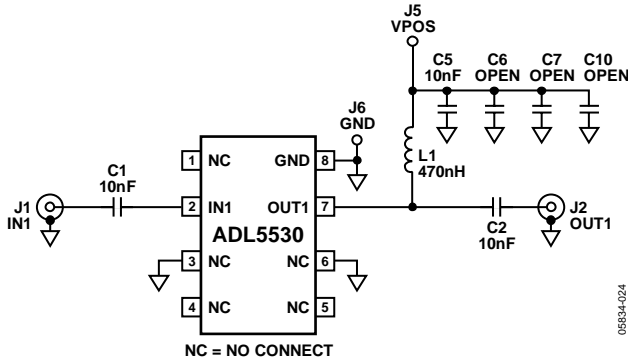 J5
VPOS
C5
10nF
C6
OPEN
C7
OPEN
C10
OPEN
J6
GND
L1
470nH
C1
10nF
J1
IN1
1 NC
GND 8
2 IN1
OUT1 7
ADL5530
3 NC
NC 6
4 NC
NC 5
C2
10nF
J2
OUT1
NC = NO CONNECT
05834-024